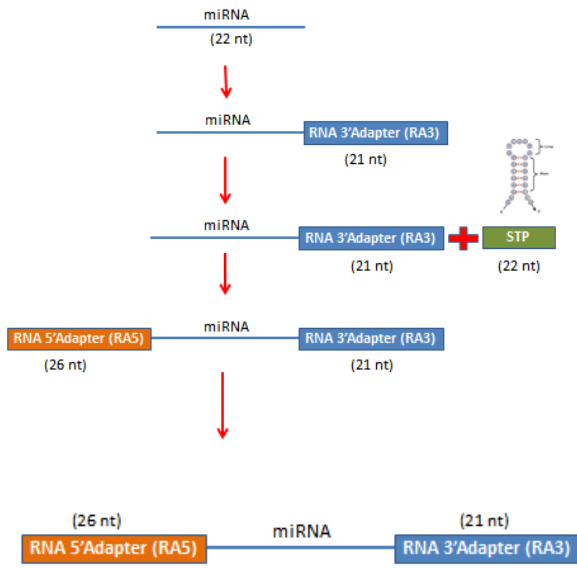 miRNA
(22 nt)
miRNA
RNA 3'Adapter (RA3)
(21 nt)
miRNA
RNA 3'Adapter (RA3)
STP
(21 nt)
(22 nt)
miRNA
RNA 5'Adapter (RA5)
RNA 3'Adapter (RA3)
(26 nt)
(21 nt)
(26 nt)
(21 nt)
miRNA
RNA 5'Adapter (RA5)
RNA 3'Adapter (RA3)